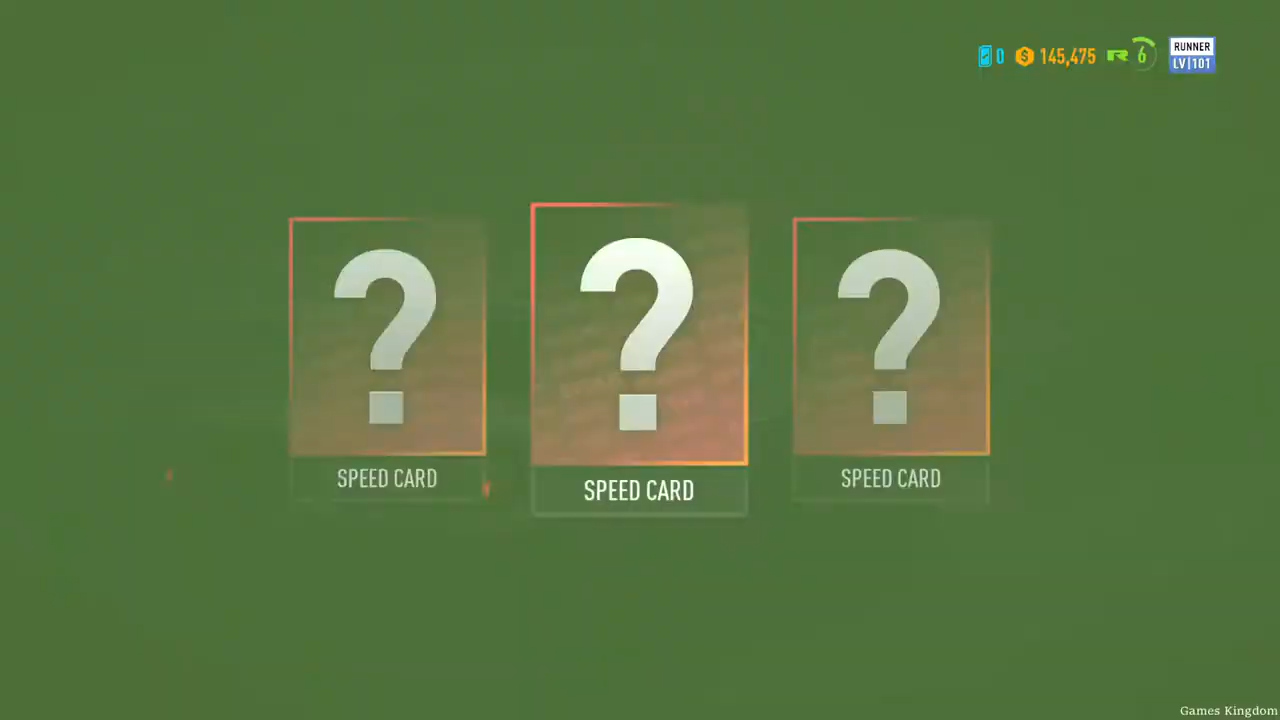 0 145,475 R 6 RUNNER
LV|101
? ? ?
SPEED CARD SPEED CARD SPEED CARD
Games Kingdom